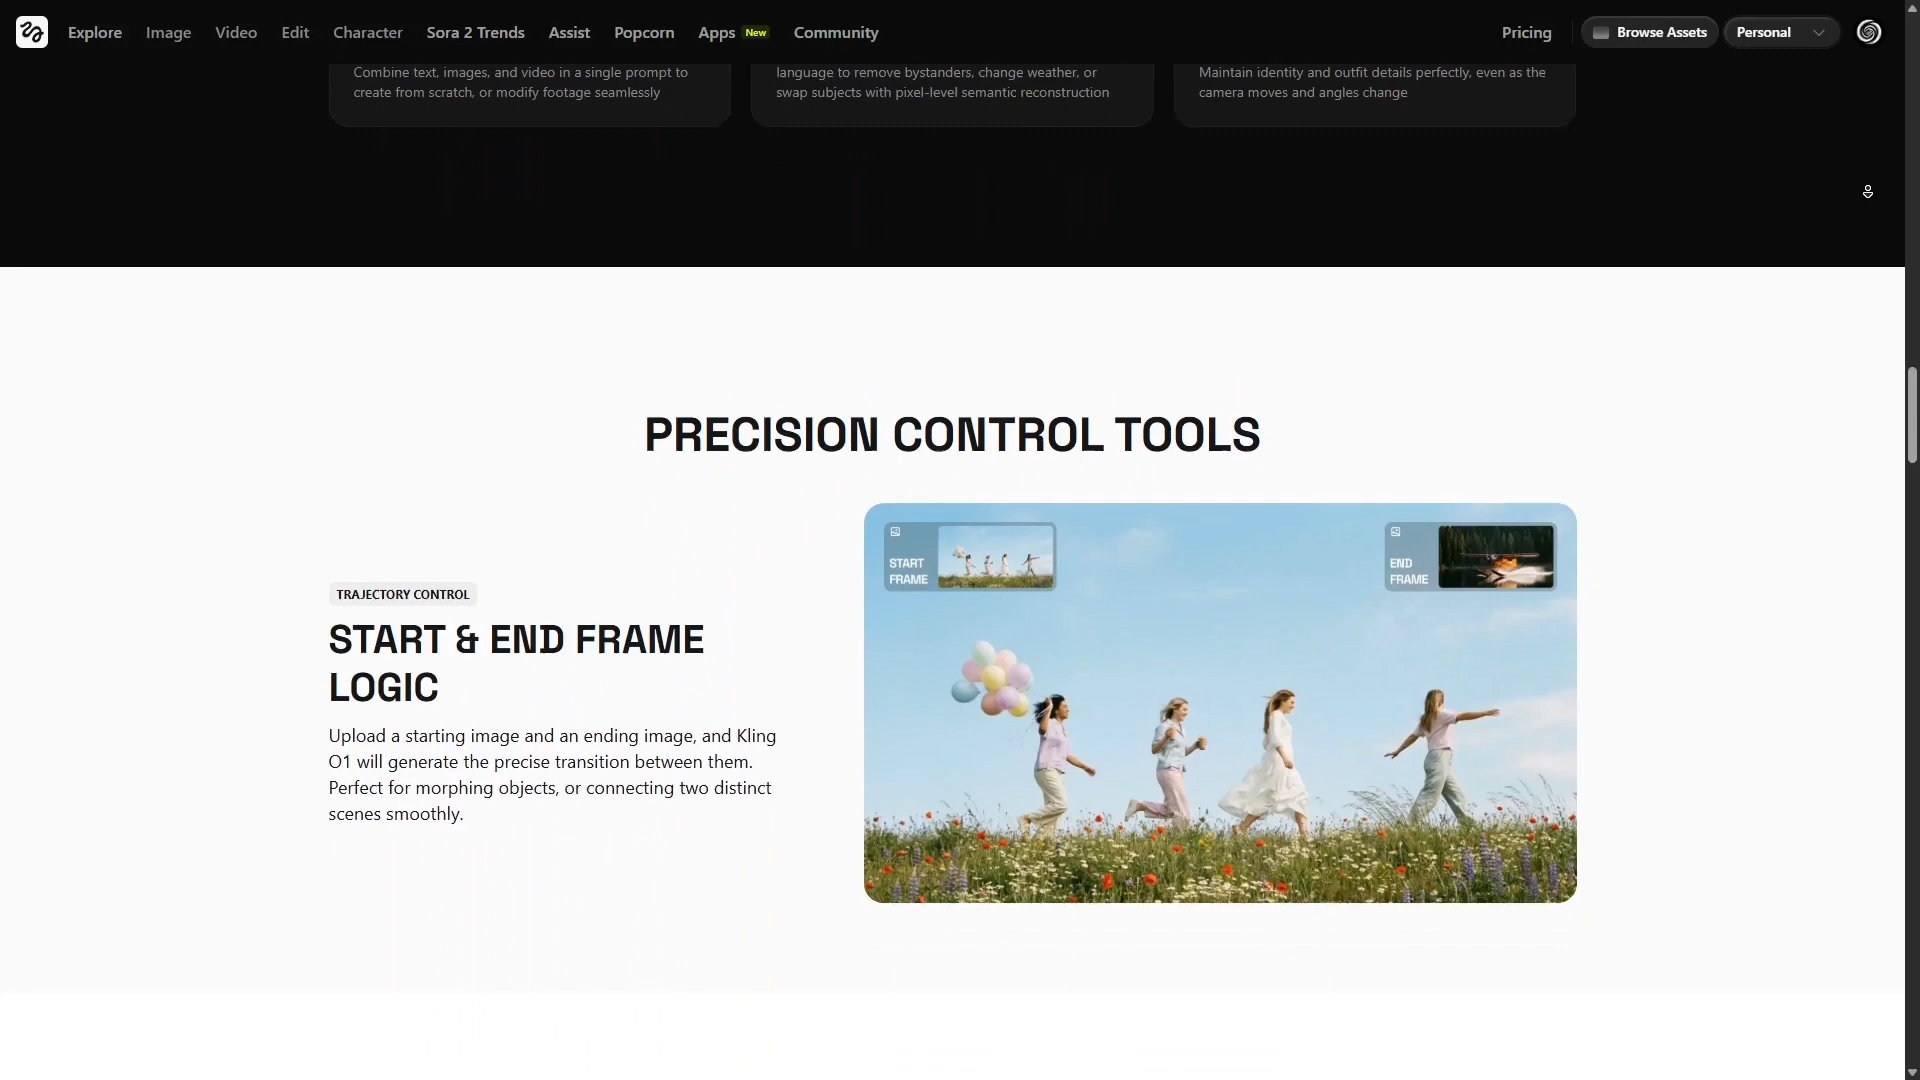 Explore Image Video Edit Character Sora 2 Trends Assist Popcorn Apps New Community Pricing Browse Assets Personal
Combine text, images, and video in a single prompt to
create from scratch, or modify footage seamlessly
language to remove bystanders, change weather, or
swap subjects with pixel-level semantic reconstruction
Maintain identity and outfit details perfectly, even as the
camera moves and angles change
PRECISION CONTROL TOOLS
TRAJECTORY CONTROL
START & END FRAME
LOGIC
Upload a starting image and an ending image, and Kling
O1 will generate the precise transition between them.
Perfect for morphing objects, or connecting two distinct
scenes smoothly.
START
FRAME
END
FRAME